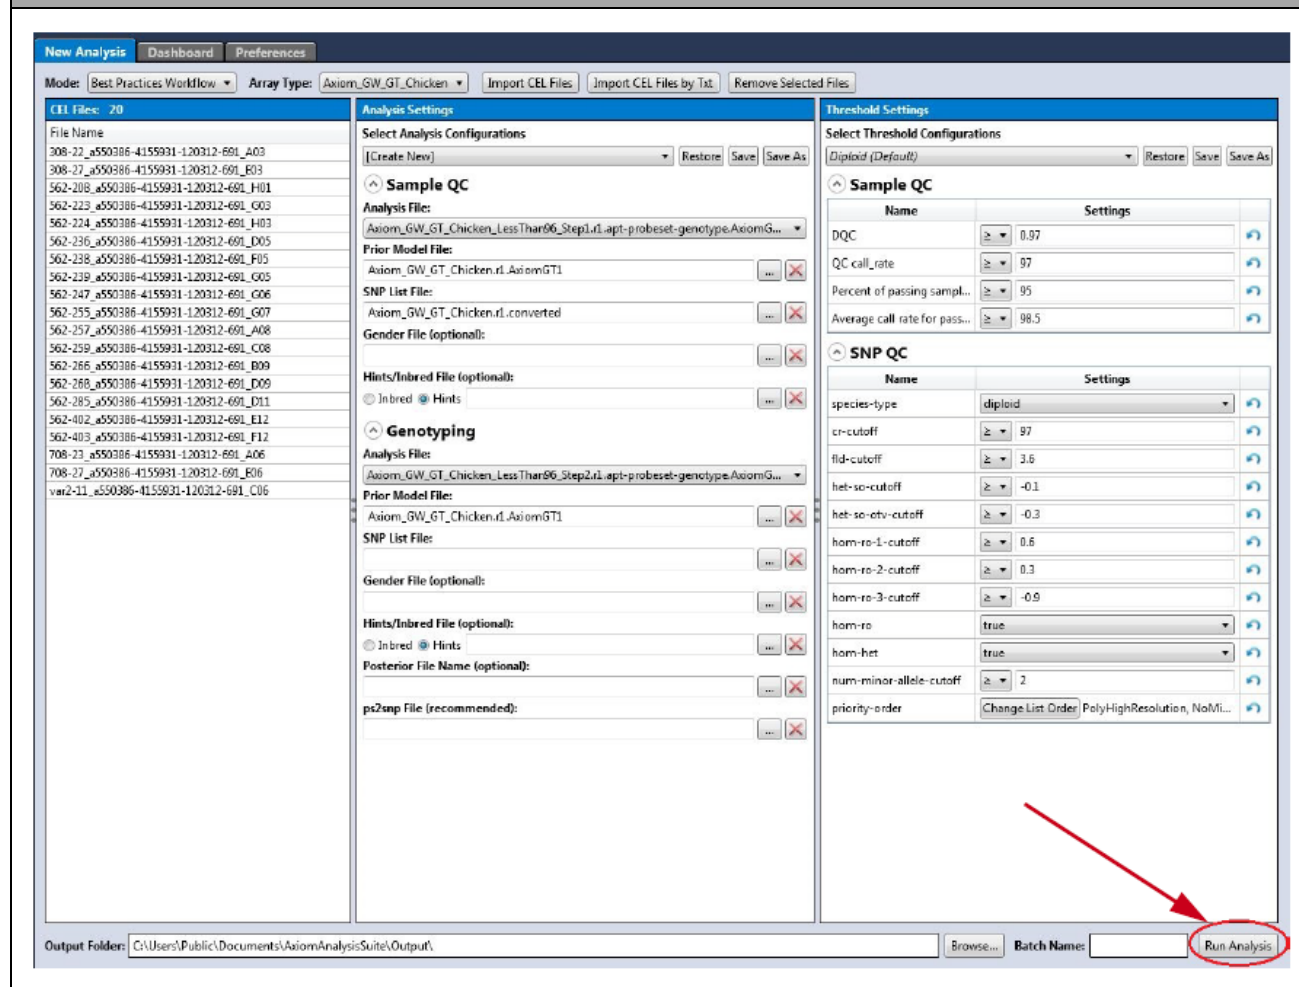 New Analysis Dashboard Preferences
Mode: Best Practices Workflow Array Type: Axiom_GW_GT_Chicken Import CEL Files Import CEL Files by Txt Remove Selected Files
CEL Files: 20
File Name
308-22_a550386-4155931-120312-691_A03
308-27_a550386-4155931-120312-691_E03
562-208_a550386-4155931-120312-691_H01
562-223_a550386-4155931-120312-691_G03
562-224_a550386-4155931-120312-691_H03
562-236_a550386-4155931-120312-691_D05
562-238_a550386-4155931-120312-691_F05
562-239_a550386-4155931-120312-691_G05
562-247_a550386-4155931-120312-691_G06
562-255_a550386-4155931-120312-691_G07
562-257_a550386-4155931-120312-691_A08
562-259_a550386-4155931-120312-691_C08
562-266_a550386-4155931-120312-691_B09
562-268_a550386-4155931-120312-691_D09
562-285_a550386-4155931-120312-691_D11
562-402_a550386-4155931-120312-691_E12
562-403_a550386-4155931-120312-691_F12
708-23_a550386-4155931-120312-691_A06
708-27_a550386-4155931-120312-691_E06
var2-11_a550386-4155931-120312-691_C06
Analysis Settings
Select Analysis Configurations
[Create New] Restore Save Save As
Sample QC
Analysis File:
Axiom_GW_GT_Chicken_LessThan96_Step1.r1.apt-probeset-genotype.AxiomG...
Prior Model File:
Axiom_GW_GT_Chicken.r1.AxiomGT1 ...
SNP List File:
Axiom_GW_GT_Chicken.r1.converted ...
Gender File (optional):
...
Hints/Inbred File (optional):
Inbred Hints ...
Genotyping
Analysis File:
Axiom_GW_GT_Chicken_LessThan96_Step2.r1.apt-probeset-genotype.AxiomG...
Prior Model File:
Axiom_GW_GT_Chicken.r1.AxiomGT1 ...
SNP List File:
...
Gender File (optional):
...
Hints/Inbred File (optional):
Inbred Hints ...
Posterior File Name (optional):
...
ps2snp File (recommended):
...
Threshold Settings
Select Threshold Configurations
Diploid (Default) Restore Save Save As
Sample QC
Name Settings
DQC ≥ 0.97
QC call_rate ≥ 97
Percent of passing sampl... ≥ 95
Average call rate for pass... ≥ 98.5
SNP QC
Name Settings
species-type diploid
cr-cutoff ≥ 97
fld-cutoff ≥ 3.6
het-so-cutoff ≥ -0.1
het-so-otv-cutoff ≥ -0.3
hom-ro-1-cutoff ≥ 0.6
hom-ro-2-cutoff ≥ 0.3
hom-ro-3-cutoff ≥ -0.9
hom-ro true
hom-het true
num-minor-allele-cutoff ≥ 2
priority-order Change List Order PolyHighResolution, NoMi...
Output Folder: C:\Users\Public\Documents\AxiomAnalysisSuite\Output\ Browse... Batch Name: Run Analysis